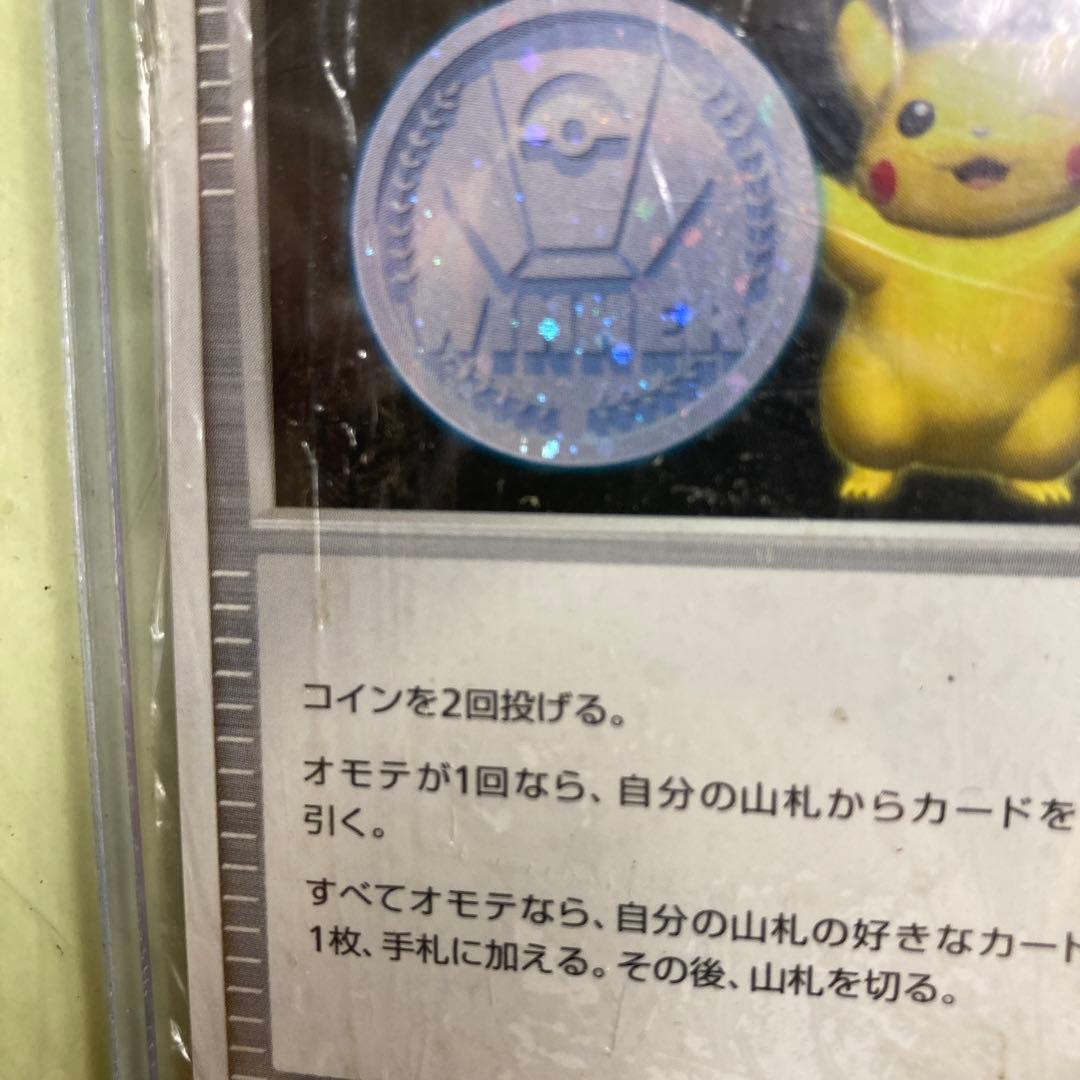 WINNER
コインを2回投げる。
オモテが1回なら、自分の山札からカードを
引く。
すべてオモテなら、自分の山札の好きなカード
1枚、手札に加える。その後、山札を切る。